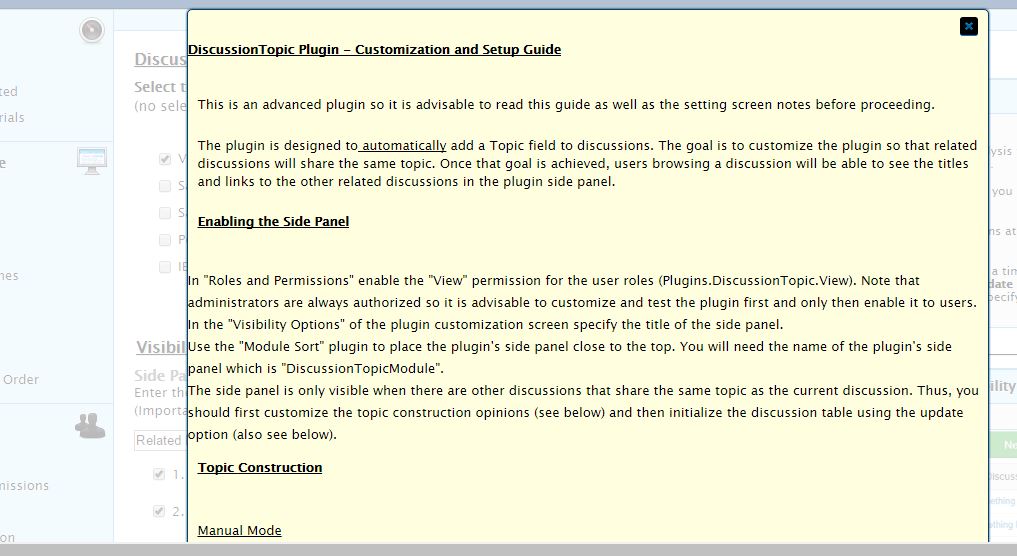 DiscussionTopic Plugin – Customization and Setup Guide
This is an advanced plugin so it is advisable to read this guide as well as the setting screen notes before proceeding.
The plugin is designed to automatically add a Topic field to discussions. The goal is to customize the plugin so that related
discussions will share the same topic. Once that goal is achieved, users browsing a discussion will be able to see the titles
and links to the other related discussions in the plugin side panel.
Enabling the Side Panel
In "Roles and Permissions" enable the "View" permission for the user roles (Plugins.DiscussionTopic.View). Note that
administrators are always authorized so it is advisable to customize and test the plugin first and only then enable it to users.
In the "Visibility Options" of the plugin customization screen specify the title of the side panel.
Use the "Module Sort" plugin to place the plugin's side panel close to the top. You will need the name of the plugin's side
panel which is "DiscussionTopicModule".
The side panel is only visible when there are other discussions that share the same topic as the current discussion. Thus, you
should first customize the topic construction opinions (see below) and then initialize the discussion table using the update
option (also see below).
Topic Construction
Manual Mode
Discus
Select t
(no sele
Visibil
Side Pa
Enter th
(Importa
Related
1.
2.
ted
rials
e
nes
Order
missions
on
ysis
you
ns at
a tim
date
pecify
ility
Ne
Discuss
ething
ething